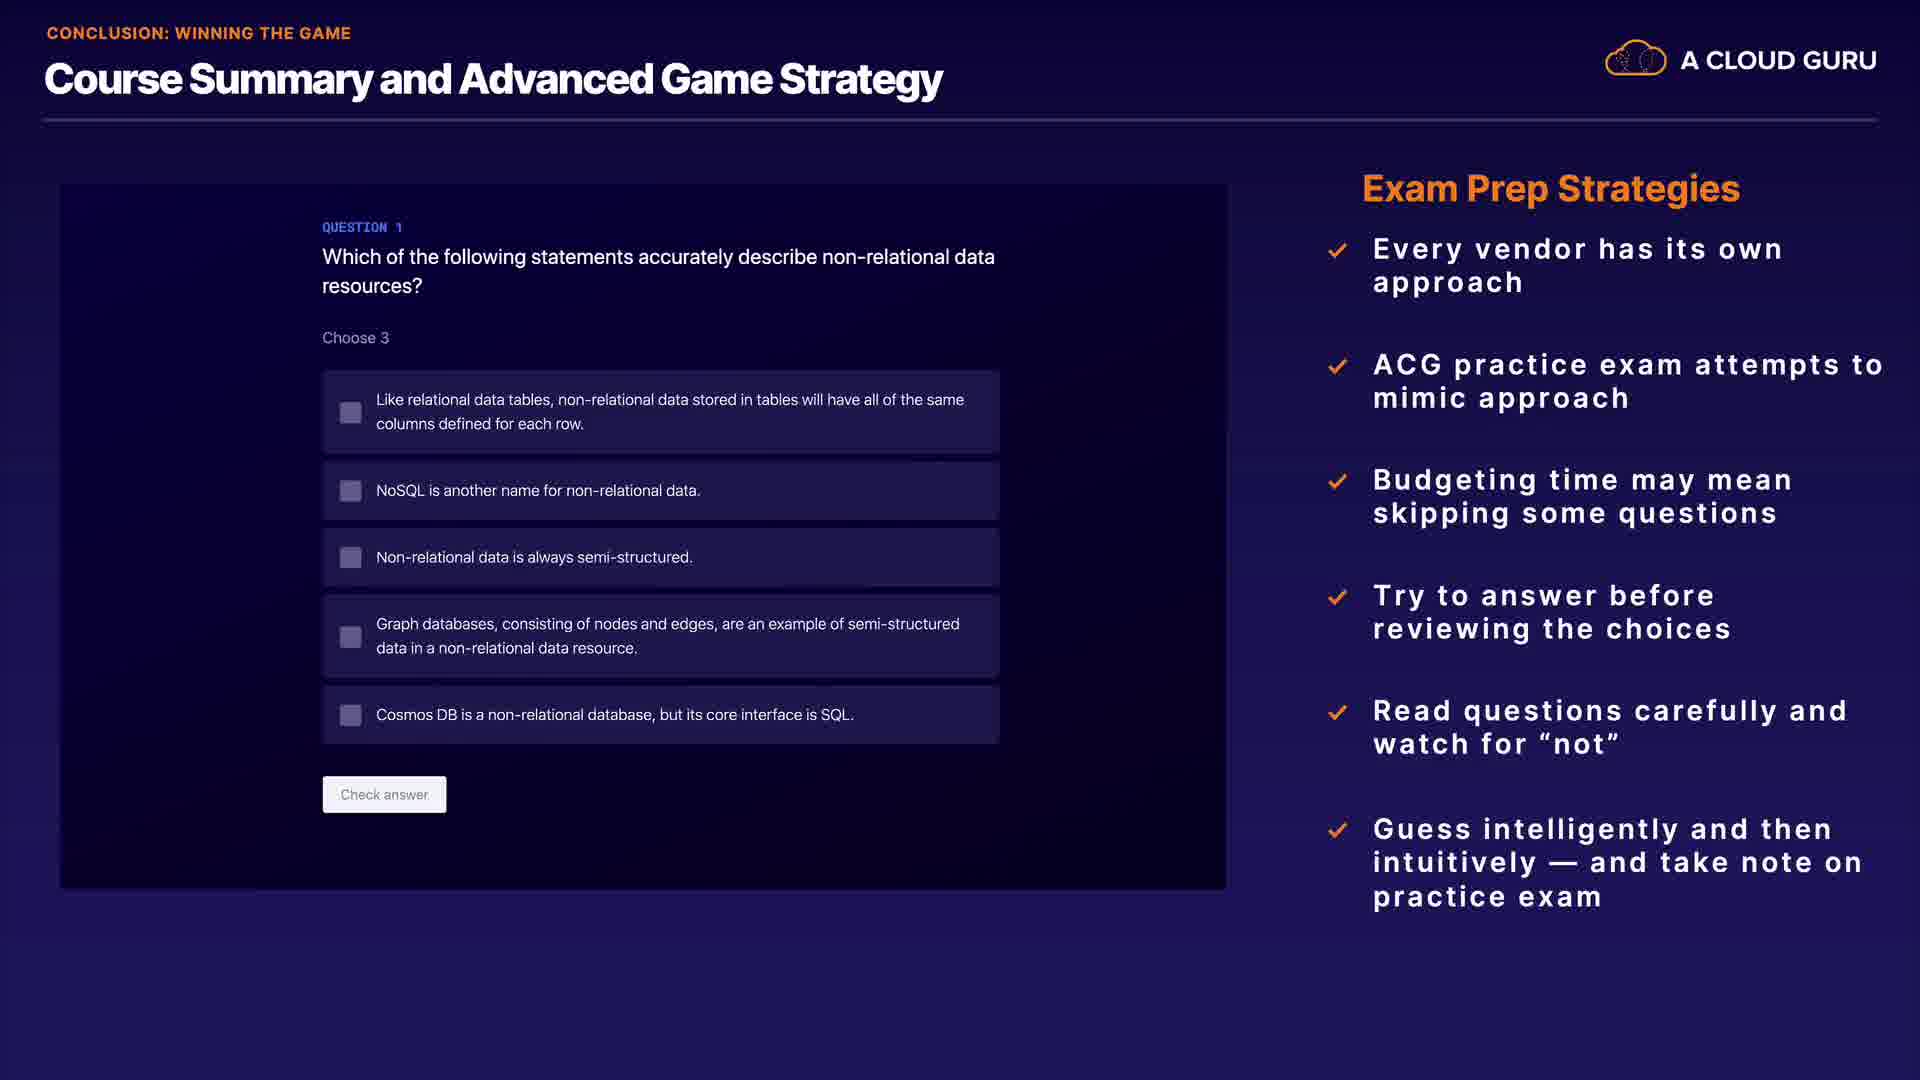 CONCLUSION: WINNING THE GAME
Course Summary and Advanced Game Strategy
A CLOUD GURU
QUESTION 1
Which of the following statements accurately describe non-relational data
resources?
Choose 3
Like relational data tables, non-relational data stored in tables will have all of the same
columns defined for each row.
NoSQL is another name for non-relational data.
Non-relational data is always semi-structured.
Graph databases, consisting of nodes and edges, are an example of semi-structured
data in a non-relational data resource.
Cosmos DB is a non-relational database, but its core interface is SQL.
Check answer
Exam Prep Strategies
Every vendor has its own
approach
ACG practice exam attempts to
mimic approach
Budgeting time may mean
skipping some questions
Try to answer before
reviewing the choices
Read questions carefully and
watch for “not”
Guess intelligently and then
intuitively — and take note on
practice exam